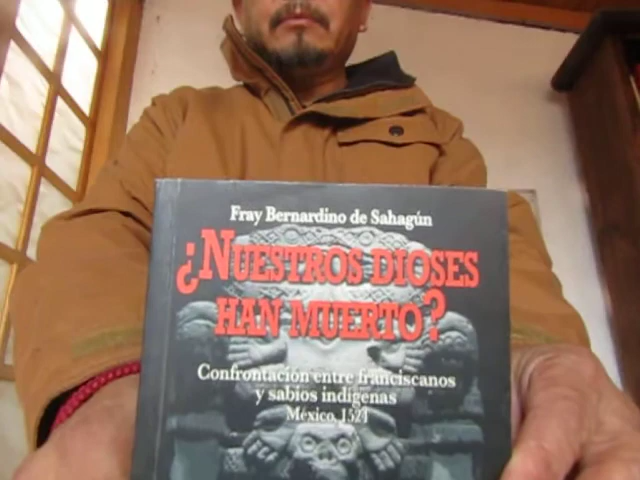 Fray Bernardino de Sahagún
¿NUESTROS DIOSES
HAN MUERTO?
Confrontación entre franciscanos
y sabios indígenas
México, 1524